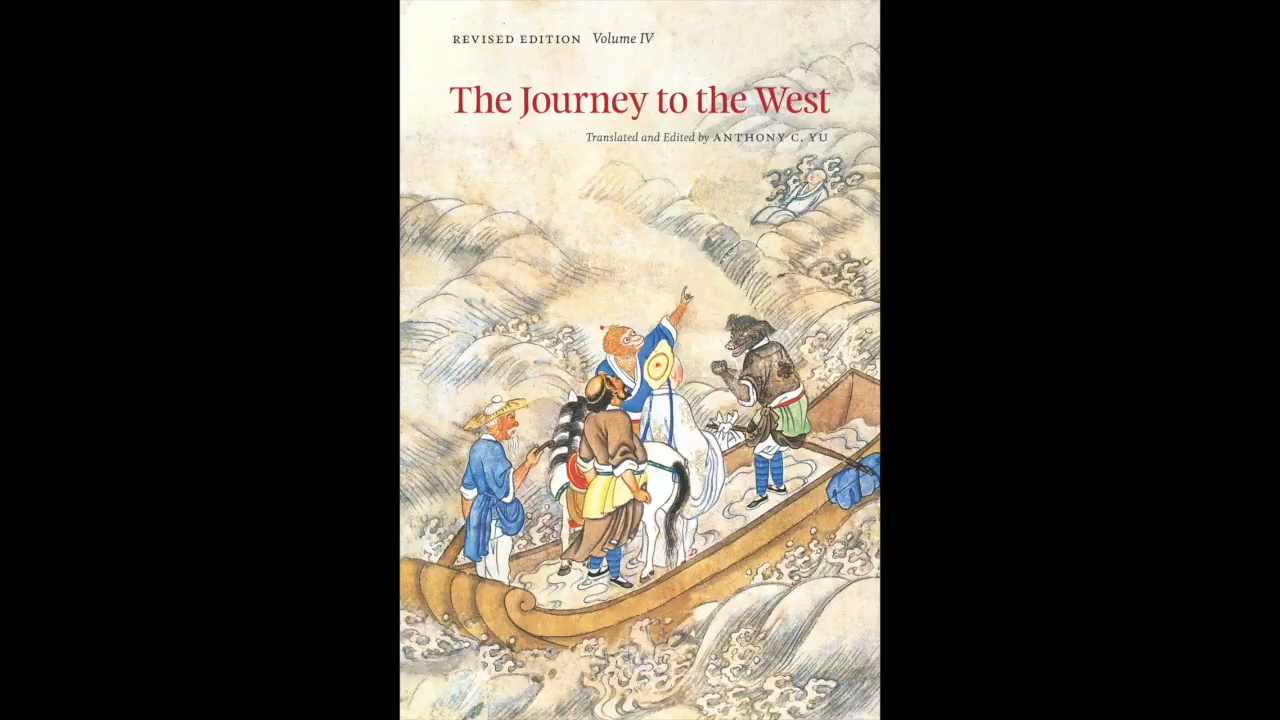 REVISED EDITION Volume IV
The Journey to the West
Translated and Edited by ANTHONY C. YU